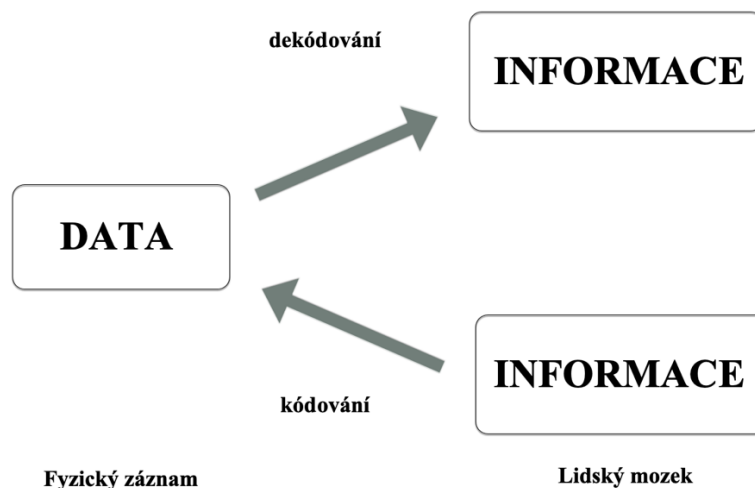 dekódování
INFORMACE
DATA
INFORMACE
kódování
Fyzický záznam
Lidský mozek